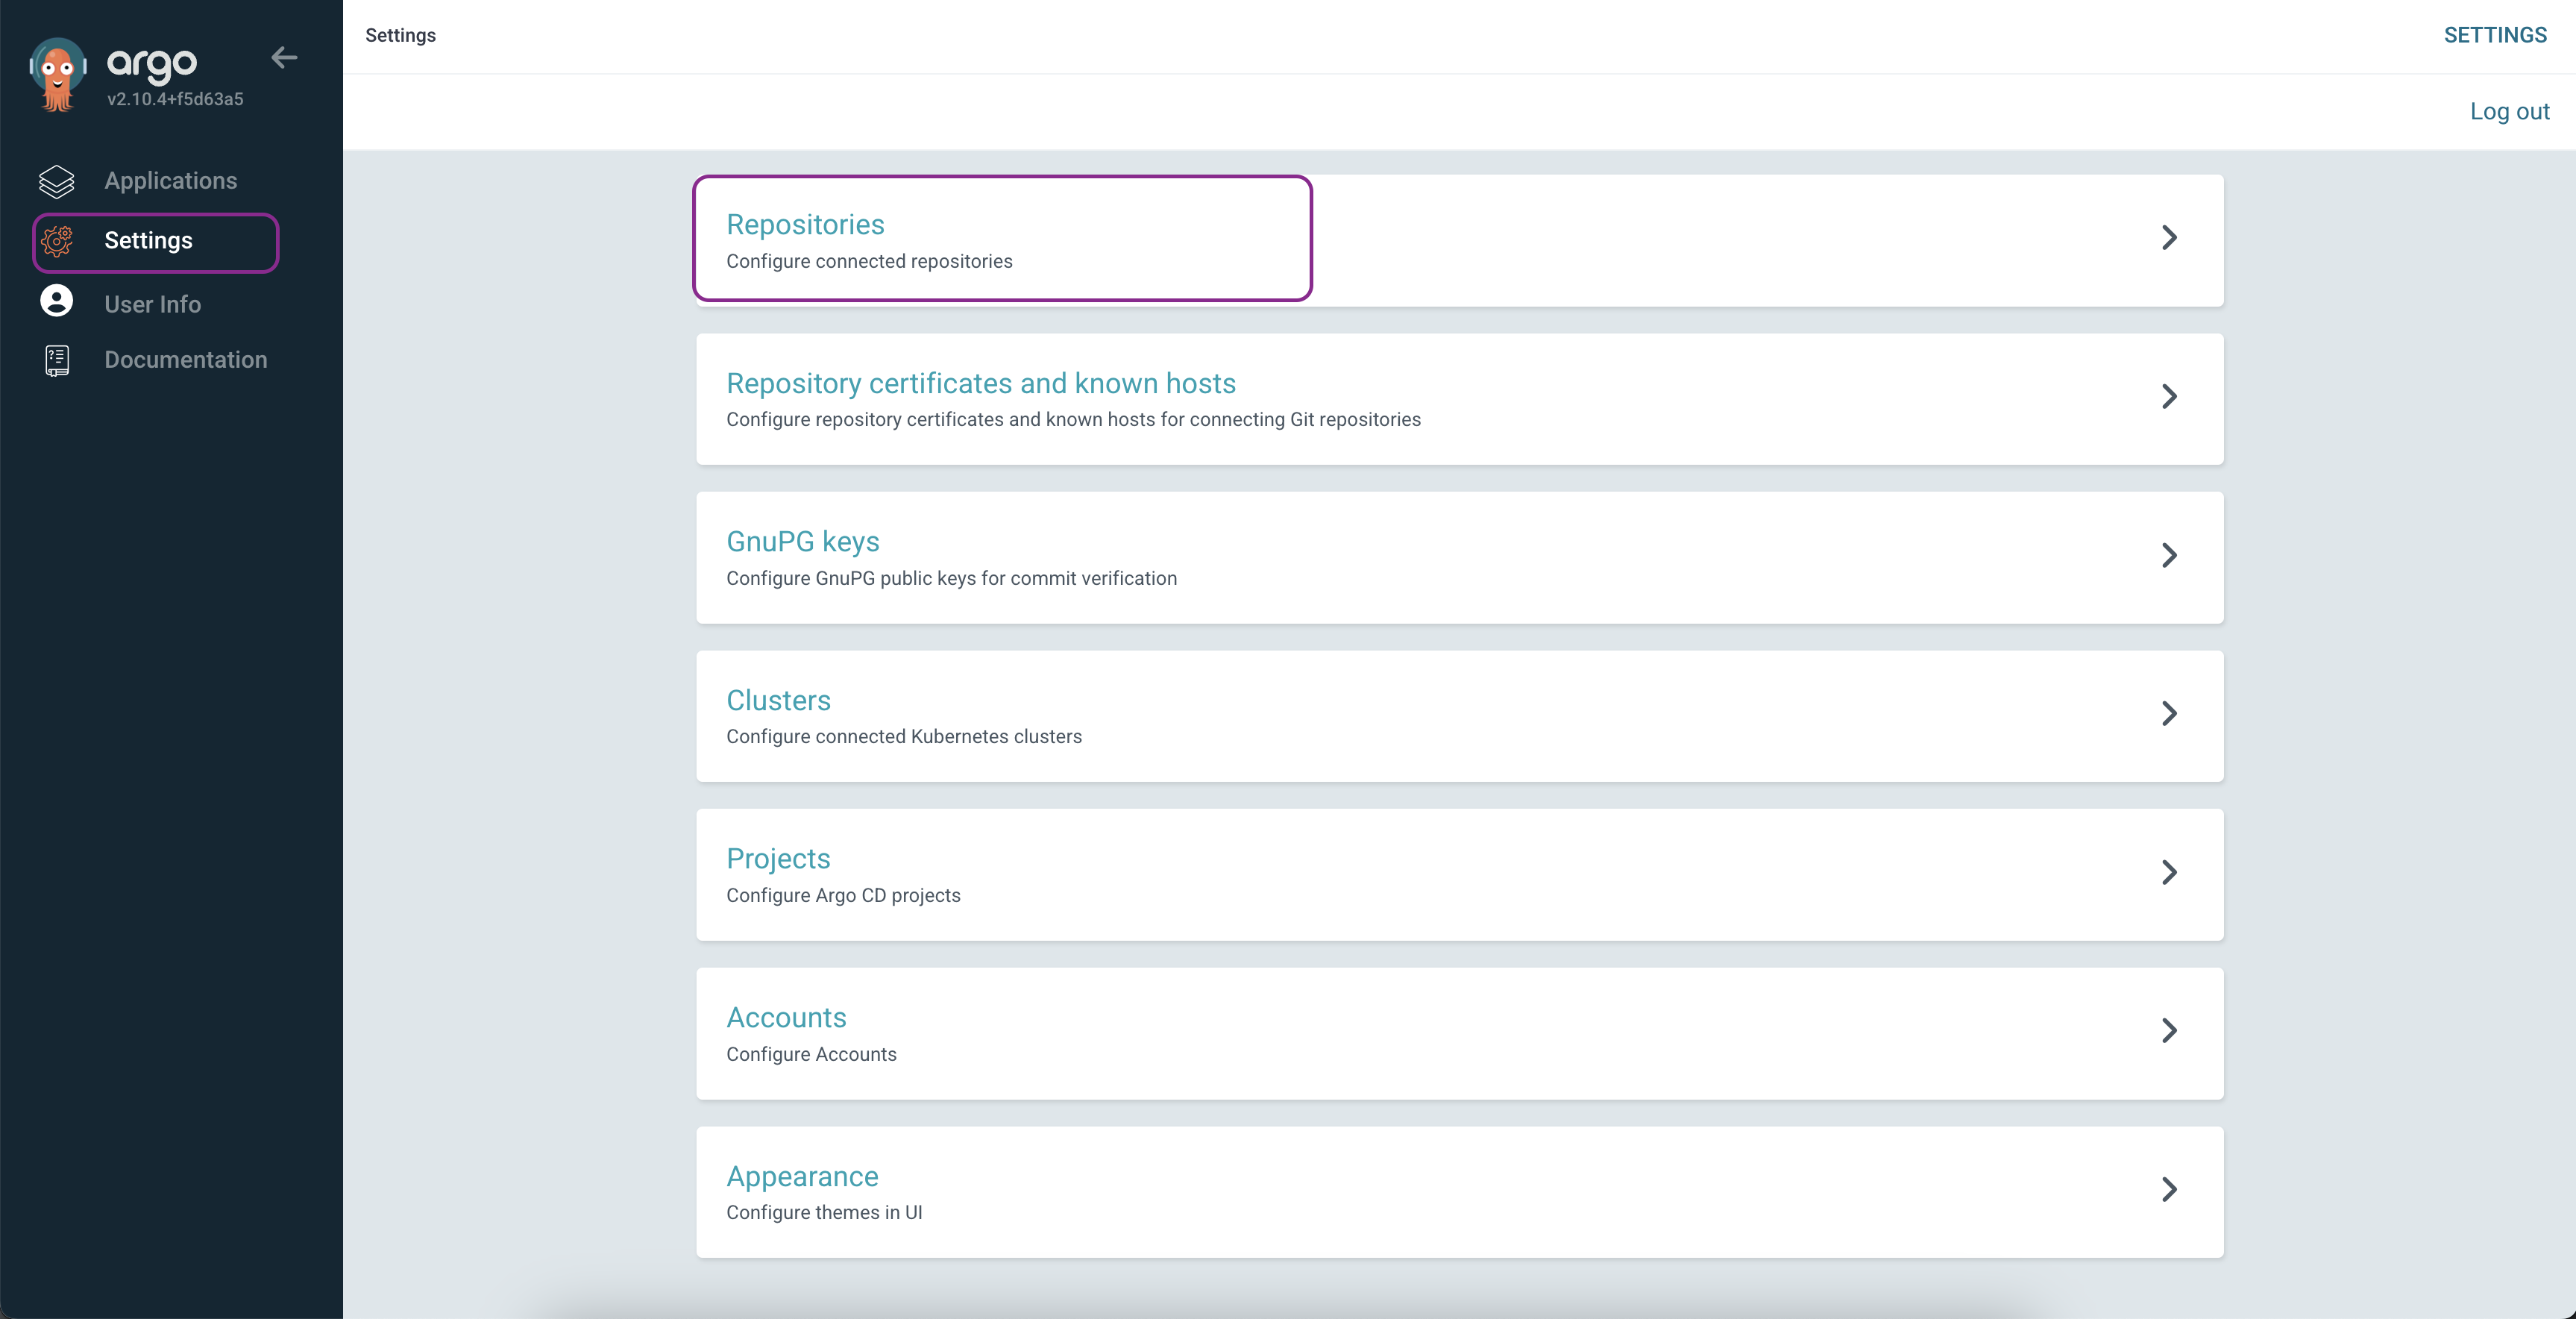 argo
v2.10.4+f5d63a5
Applications
Settings
User Info
Documentation
Settings
SETTINGS
Log out
Repositories
Configure connected repositories
Repository certificates and known hosts
Configure repository certificates and known hosts for connecting Git repositories
GnuPG keys
Configure GnuPG public keys for commit verification
Clusters
Configure connected Kubernetes clusters
Projects
Configure Argo CD projects
Accounts
Configure Accounts
Appearance
Configure themes in UI